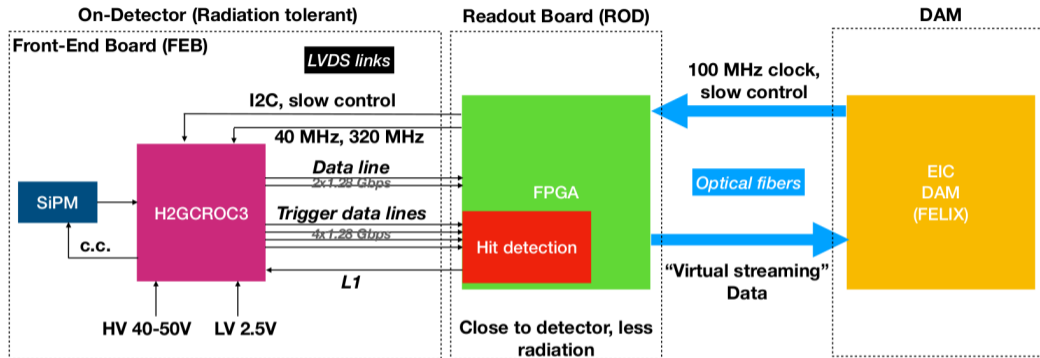 On-Detector (Radiation tolerant)
Readout Board (ROD)
DAM
Front-End Board (FEB)
LVDS links
I2C, slow control
40 MHz, 320 MHz
Data line
2x1.28 Gbps
Trigger data lines
4x1.28 Gbps
L1
SiPM
H2GCROC3
c.c.
HV 40-50V
LV 2.5V
FPGA
Hit detection
Close to detector, less
radiation
100 MHz clock,
slow control
Optical fibers
“Virtual streaming”
Data
EIC
DAM
(FELIX)